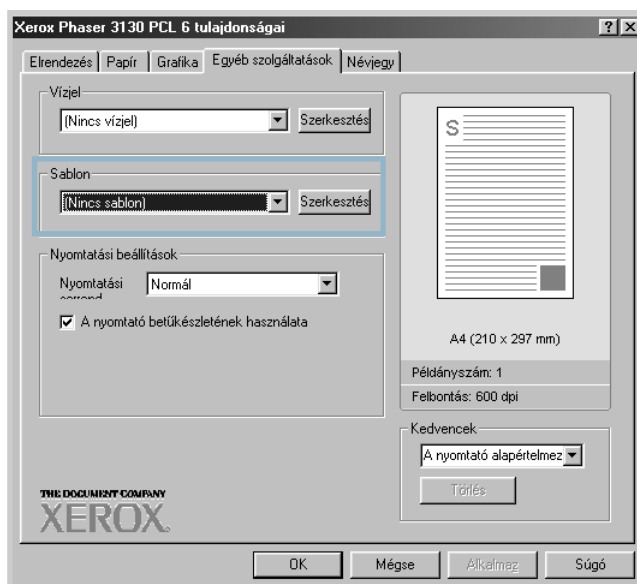 Xerox Phaser 3130 PCL 6 tulajdonságai
Elrendezés Papír Grafika Egyéb szolgáltatások Névjegy
Vízjel
(Nincs vízjel) Szerkesztés
Sablon
(Nincs sablon) Szerkesztés
Nyomtatási beállítások
Nyomtatási Normál
A nyomtató betűkészletének használata
S
A4 (210 x 297 mm)
Példányszám: 1
Felbontás: 600 dpi
Kedvencek
A nyomtató alapértelmez
Törlés
THE DOCUMENT COMPANY
XEROX
OK Mégse Alkalmaz Súgó